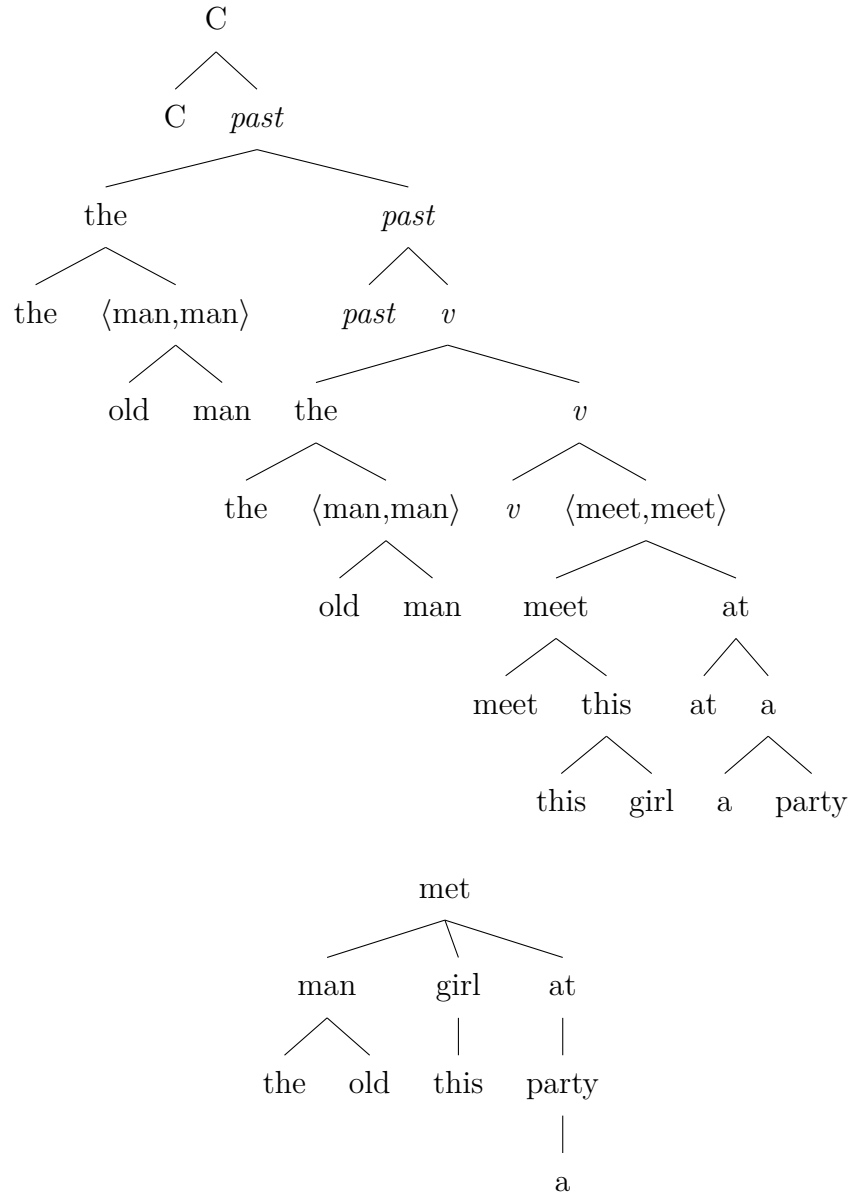 C
C past
the past
the ⟨man,man⟩ past v
old man the v
the ⟨man,man⟩ v ⟨meet,meet⟩
old man meet at
meet this at a
this girl a party
met
man girl at
the old this party
a